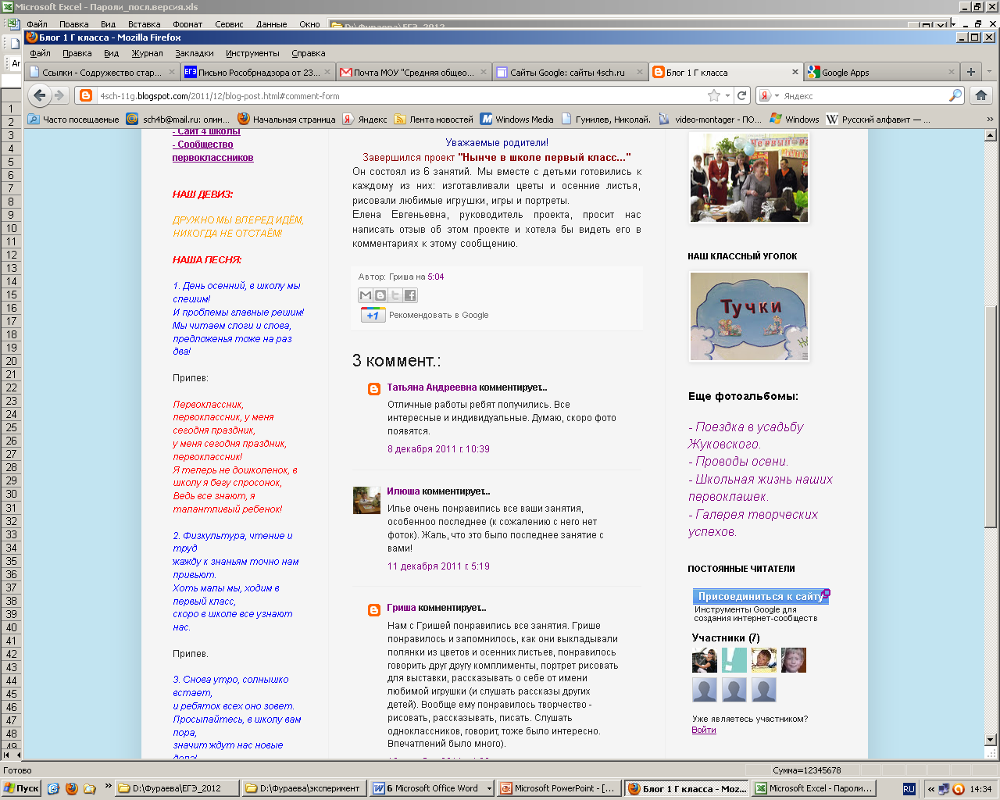 Microsoft Excel - Пароли_посл.версия.xls
Файл Правка Вид Вставка Формат Сервис Данные Окно
D:\Фураева\ЕГЭ_2012
Блог 1 Г класса - Mozilla Firefox
Файл Правка Вид Журнал Закладки Инструменты Справка
Ссылки - Содружество стар...
ЕГЭ Письмо Рособрнадзора от 23...
Почта МОУ "Средняя общео...
Сайты Google: сайты 4sch.ru
Блог 1 Г класса
Google Apps
4sch-11g.blogspot.com/2011/12/blog-post.html#comment-form
Яндекс
Часто посещаемые
sch4b@mail.ru: олим...
Начальная страница
Яндекс
Лента новостей
Windows Media
Гумилев, Николай.
video-montager - ПО...
Windows
Русский алфавит — ...
- Сайт 4 школы
- Сообщество
первоклассников
НАШ ДЕВИЗ:
ДРУЖНО МЫ ВПЕРЕД ИДЁМ,
НИКОГДА НЕ ОТСТАЁМ!
НАША ПЕСНЯ:
1. День осенний, в школу мы
спешим!
И проблемы главные решим!
Мы читаем слоги и слова,
предложенья тоже на раз
два!
Припев:
Первоклассник,
первоклассник, у меня
сегодня праздник,
у меня сегодня праздник,
первоклассник!
Я теперь не дошколенок, в
школу я бегу спросонок,
Ведь все знают, я
талантливый ребенок!
2. Физкультура, чтение и
труд
жажду к знаньям точно нам
привьют.
Хоть малы мы, ходим в
первый класс,
скоро в школе все узнают
нас.
Припев.
3. Снова утро, солнышко
встает,
и ребяток всех оно зовет.
Просыпайтесь, в школу вам
пора,
значит ждут нас новые
дела!
Уважаемые родители!
Завершился проект "Нынче в школе первый класс..."
Он состоял из 6 занятий. Мы вместе с детьми готовились к
каждому из них: изготавливали цветы и осенние листья,
рисовали любимые игрушки, игры и портреты.
Елена Евгеньевна, руководитель проекта, просит нас
написать отзыв об этом проекте и хотела бы видеть его в
комментариях к этому сообщению.
Автор: Гриша на 5:04
+1 Рекомендовать в Google
3 коммент.:
Татьяна Андреевна комментирует...
Отличные работы ребят получились. Все
интересные и индивидуальные. Думаю, скоро фото
появятся.
8 декабря 2011 г. 10:39
Илюша комментирует...
Илье очень понравились все ваши занятия,
особенноо последнее (к сожалению с него нет
фоток). Жаль, что это было последнее занятие с
вами!
11 декабря 2011 г. 5:19
Гриша комментирует...
Нам с Гришей понравились все занятия. Грише
понравилось и запомнилось, как они выкладывали
полянки из цветов и осенних листьев, понравилось
говорить друг другу комплименты, портрет рисовать
для выставки, рассказывать о себе от имени
любимой игрушки (и слушать рассказы других
детей). Вообще ему понравилось творчество -
рисовать, рассказывать, писать. Слушать
одноклассников, говорит, тоже было интересно.
Впечатлений было много).
НАШ КЛАССНЫЙ УГОЛОК
Тучки
Еще фотоальбомы:
- Поездка в усадьбу
Жуковского.
- Проводы осени.
- Школьная жизнь наших
первоклашек.
- Галерея творческих
успехов.
ПОСТОЯННЫЕ ЧИТАТЕЛИ
Присоединиться к сайту
Инструменты Google для
создания интернет-сообществ
Участники (7)
Уже являетесь участником?
Войти
1
2
3
4
5
6
7
8
9
10
11
12
13
14
15
16
17
18
19
20
21
22
23
24
25
26
27
28
29
30
31
32
33
34
35
36
37
38
39
40
41
42
43
44
45
46
47
48
49
Готово
Сумма=12345678
Пуск
D:\Фураева\ЕГЭ_2012
D:\Фураева\эксперимент
6 Microsoft Office Word
Microsoft PowerPoint - [...
Блог 1 Г класса - Moz...
Microsoft Excel - Пароли...
RU
14:34